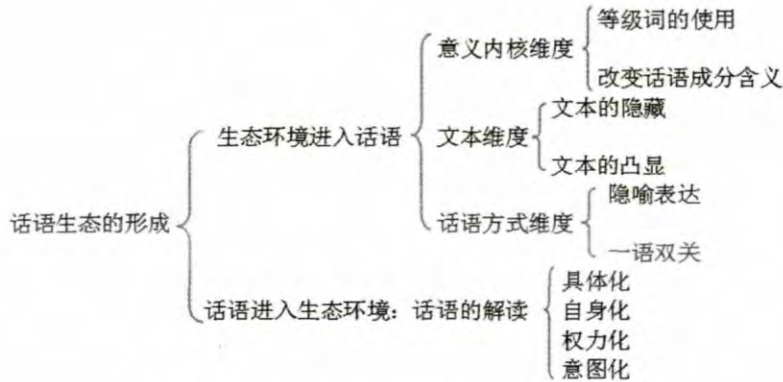 等级词的使用
意义内核维度
改变话语成分含义
文本的隐藏
生态环境进入话语
文本维度
文本的凸显
隐喻表达
话语生态的形成
话语方式维度
一语双关
具体化
话语进入生态环境：话语的解读
自身化
权力化
意图化